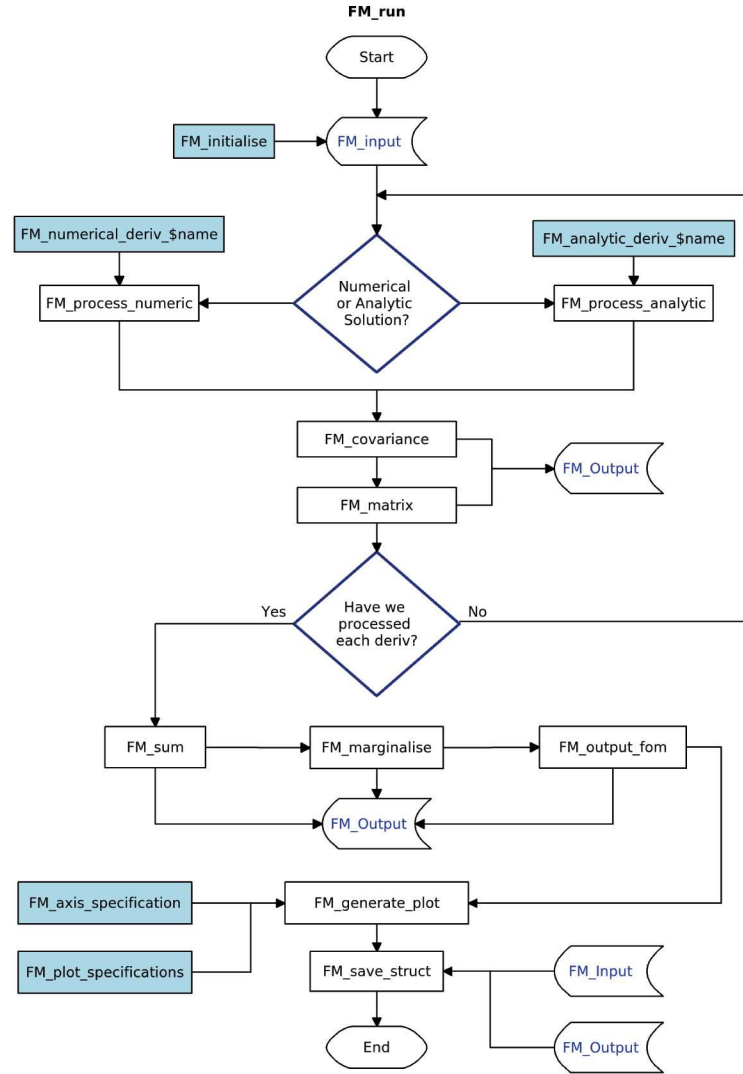 FM_run
Start
FM_initialise
FM_input
FM_numerical_deriv_$name
FM_analytic_deriv_$name
Numerical
or Analytic
Solution?
FM_process_numeric
FM_process_analytic
FM_covariance
FM_Output
FM_matrix
Yes
Have we
processed
each deriv?
No
FM_sum
FM_marginalise
FM_output_fom
FM_Output
FM_axis_specification
FM_generate_plot
FM_plot_specifications
FM_save_struct
FM_Input
End
FM_Output